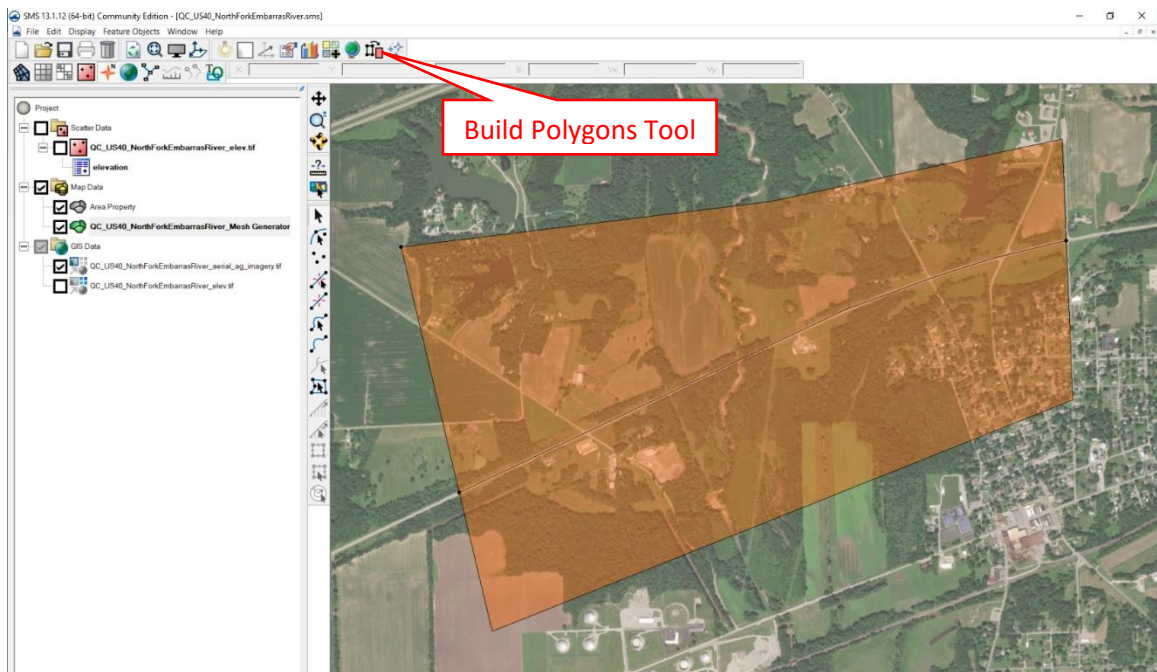 SMS 13.1.12 (64-bit) Community Edition - [QC_US40_NorthForkEmbarrasRiver.sms]
File Edit Display Feature Objects Window Help
X Y S Vx Vy
Build Polygons Tool
Project
Scatter Data
QC_US40_NorthForkEmbarrasRiver_elev.tif
elevation
Map Data
Area Property
QC_US40_NorthForkEmbarrasRiver_Mesh Generator
GIS Data
QC_US40_NorthForkEmbarrasRiver_aerial_ag_imagery.tif
QC_US40_NorthForkEmbarrasRiver_elev.tif